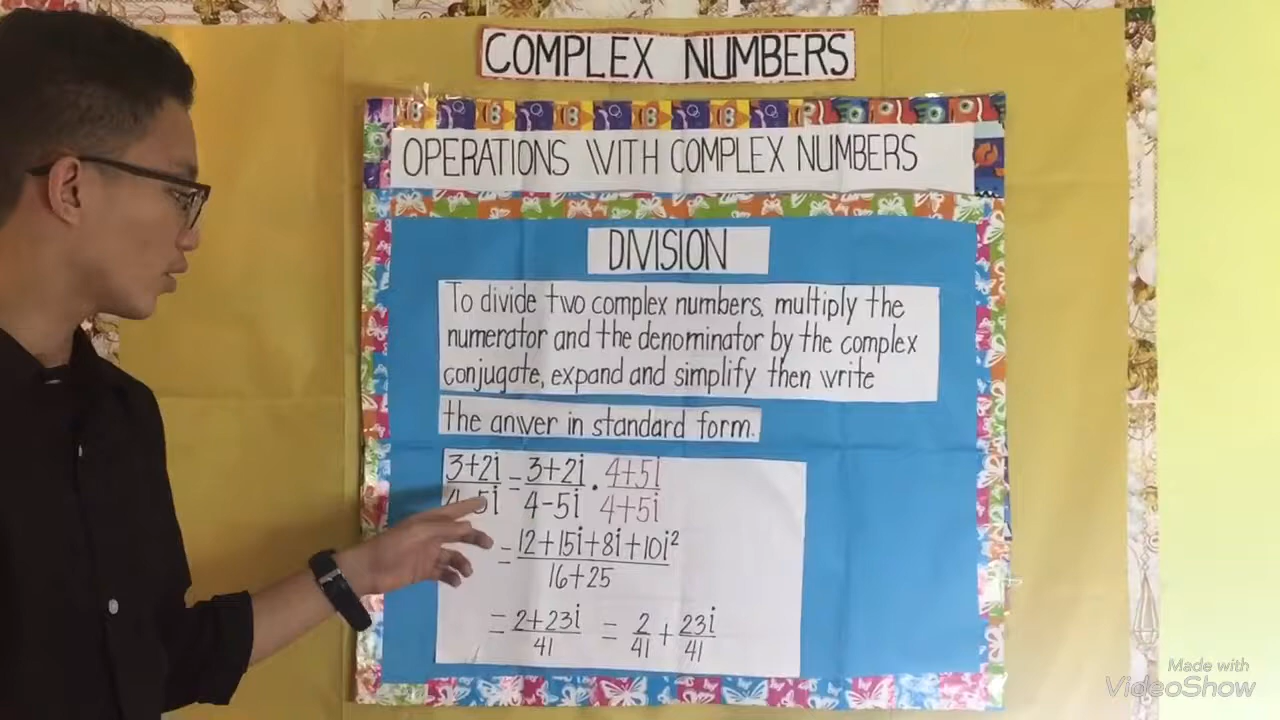 COMPLEX NUMBERS
OPERATIONS WITH COMPLEX NUMBERS
DIVISION
To divide two complex numbers, multiply the
numerator and the denominator by the complex
conjugate, expand and simplify then write
the anwer in standard form.
3+2i/4-5i = 3+2i/4-5i · 4+5i/4+5i
= 12+15i+8i+10i²/16+25
= 2+23i/41 = 2/41 + 23i/41
Made with
VideoShow